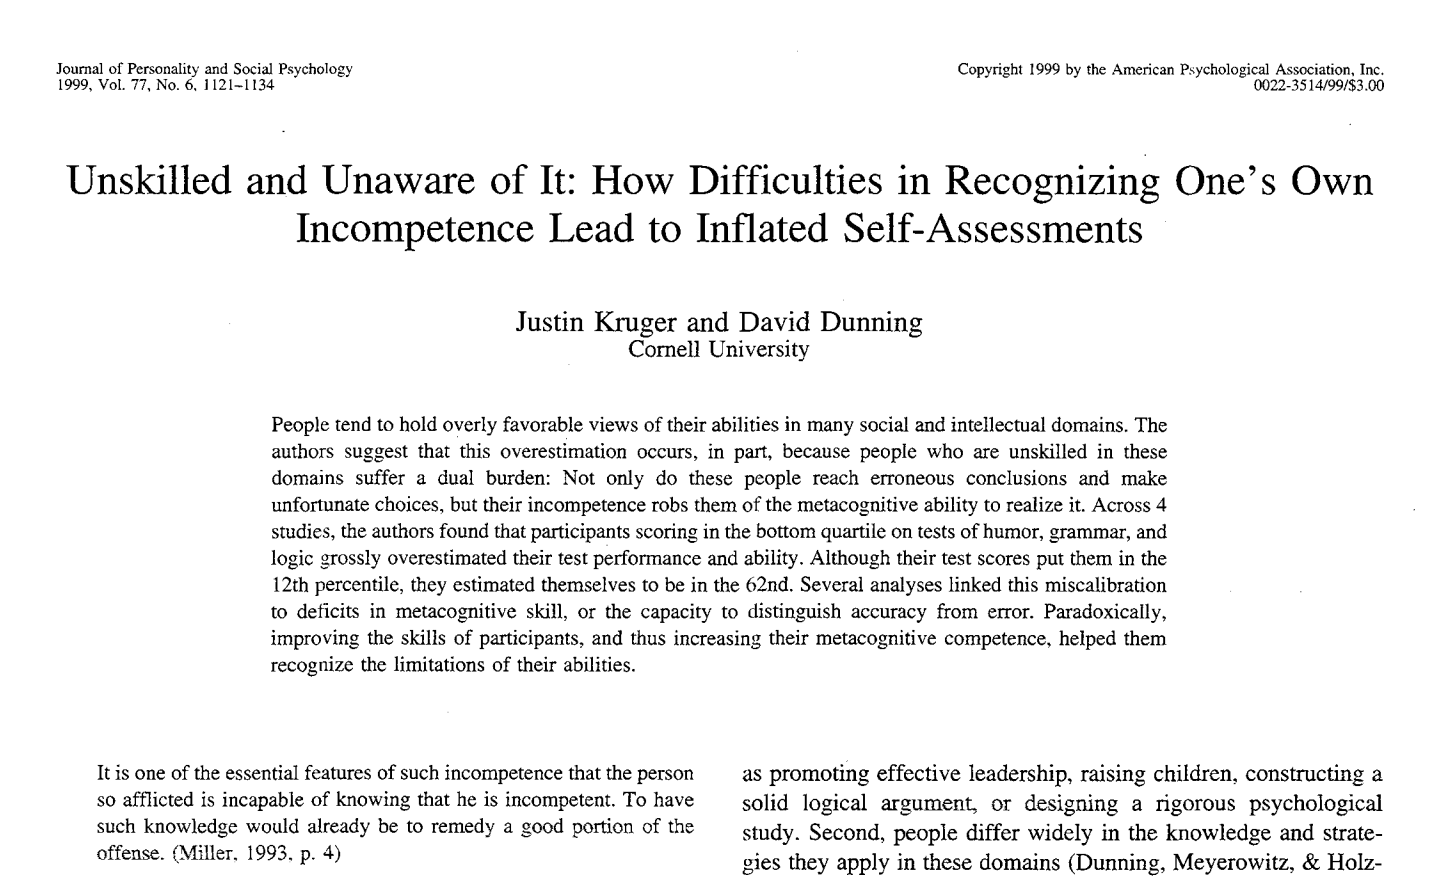 Journal of Personality and Social Psychology
1999, Vol. 77, No. 6, 1121–1134
Copyright 1999 by the American Psychological Association, Inc.
0022-3514/99/$3.00
Unskilled and Unaware of It: How Difficulties in Recognizing One's Own
Incompetence Lead to Inflated Self-Assessments
Justin Kruger and David Dunning
Cornell University
People tend to hold overly favorable views of their abilities in many social and intellectual domains. The
authors suggest that this overestimation occurs, in part, because people who are unskilled in these
domains suffer a dual burden: Not only do these people reach erroneous conclusions and make
unfortunate choices, but their incompetence robs them of the metacognitive ability to realize it. Across 4
studies, the authors found that participants scoring in the bottom quartile on tests of humor, grammar, and
logic grossly overestimated their test performance and ability. Although their test scores put them in the
12th percentile, they estimated themselves to be in the 62nd. Several analyses linked this miscalibration
to deficits in metacognitive skill, or the capacity to distinguish accuracy from error. Paradoxically,
improving the skills of participants, and thus increasing their metacognitive competence, helped them
recognize the limitations of their abilities.
It is one of the essential features of such incompetence that the person
so afflicted is incapable of knowing that he is incompetent. To have
such knowledge would already be to remedy a good portion of the
offense. (Miller, 1993, p. 4)
as promoting effective leadership, raising children, constructing a
solid logical argument, or designing a rigorous psychological
study. Second, people differ widely in the knowledge and strate-
gies they apply in these domains (Dunning, Meyerowitz, & Holz-